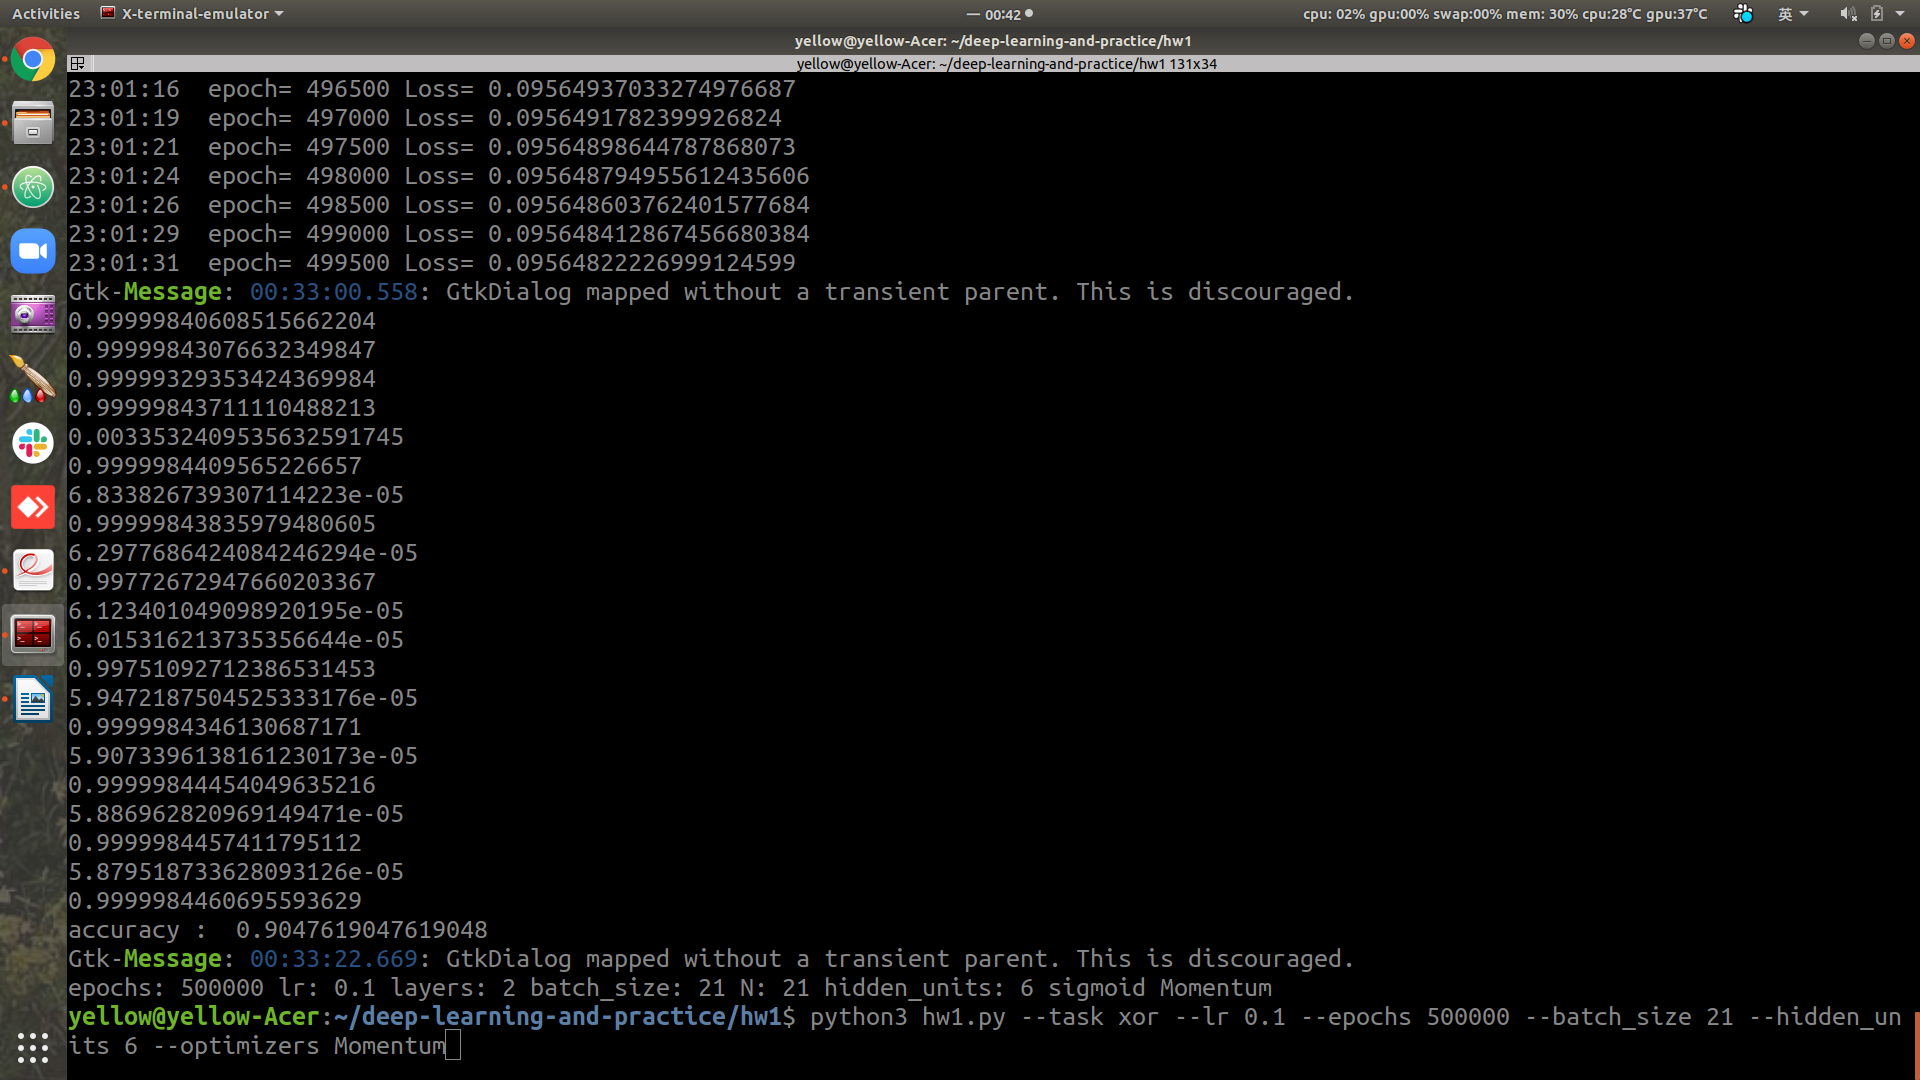 Activities X-terminal-emulator 一 00:42 cpu: 02% gpu:00% swap:00% mem: 30% cpu:28°C gpu:37°C 英
yellow@yellow-Acer: ~/deep-learning-and-practice/hw1
yellow@yellow-Acer: ~/deep-learning-and-practice/hw1 131x34
23:01:16  epoch= 496500 Loss= 0.09564937033274976687
23:01:19  epoch= 497000 Loss= 0.0956491782399926824
23:01:21  epoch= 497500 Loss= 0.09564898644787868073
23:01:24  epoch= 498000 Loss= 0.095648794955612435606
23:01:26  epoch= 498500 Loss= 0.095648603762401577684
23:01:29  epoch= 499000 Loss= 0.095648412867456680384
23:01:31  epoch= 499500 Loss= 0.09564822226999124599
Gtk-Message: 00:33:00.558: GtkDialog mapped without a transient parent. This is discouraged.
0.99999840608515662204
0.99999843076632349847
0.99999329353424369984
0.99999843711110488213
0.0033532409535632591745
0.9999984409565226657
6.833826739307114223e-05
0.99999843835979480605
6.2977686424084246294e-05
0.99772672947660203367
6.123401049098920195e-05
6.015316213735356644e-05
0.99751092712386531453
5.9472187504525333176e-05
0.9999984346130687171
5.9073396138161230173e-05
0.99999844454049635216
5.886962820969149471e-05
0.9999984457411795112
5.879518733628093126e-05
0.9999984460695593629
accuracy :  0.9047619047619048
Gtk-Message: 00:33:22.669: GtkDialog mapped without a transient parent. This is discouraged.
epochs: 500000 lr: 0.1 layers: 2 batch_size: 21 N: 21 hidden_units: 6 sigmoid Momentum
yellow@yellow-Acer:~/deep-learning-and-practice/hw1$ python3 hw1.py --task xor --lr 0.1 --epochs 500000 --batch_size 21 --hidden_un
its 6 --optimizers Momentum